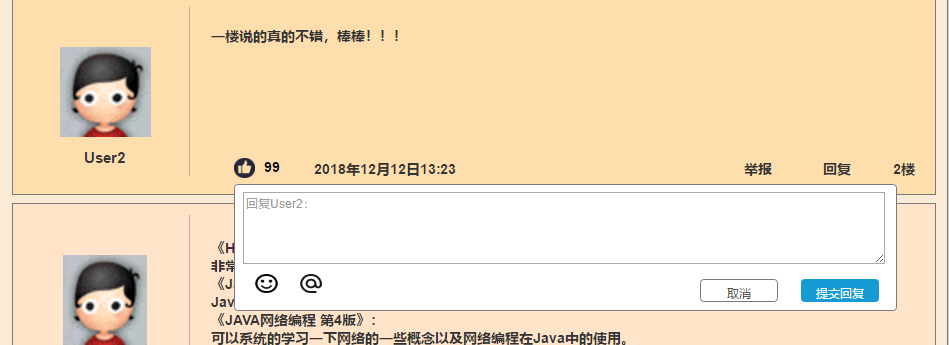 一楼说的真的不错，棒棒！！！
User2
99
2018年12月12日13:23
举报
回复
2楼
回复User2：
取消
提交回复
《H
非常
《J
Jav
《JAVA网络编程 第4版》：
可以系统的学习一下网络的一些概念以及网络编程在Java中的使用。